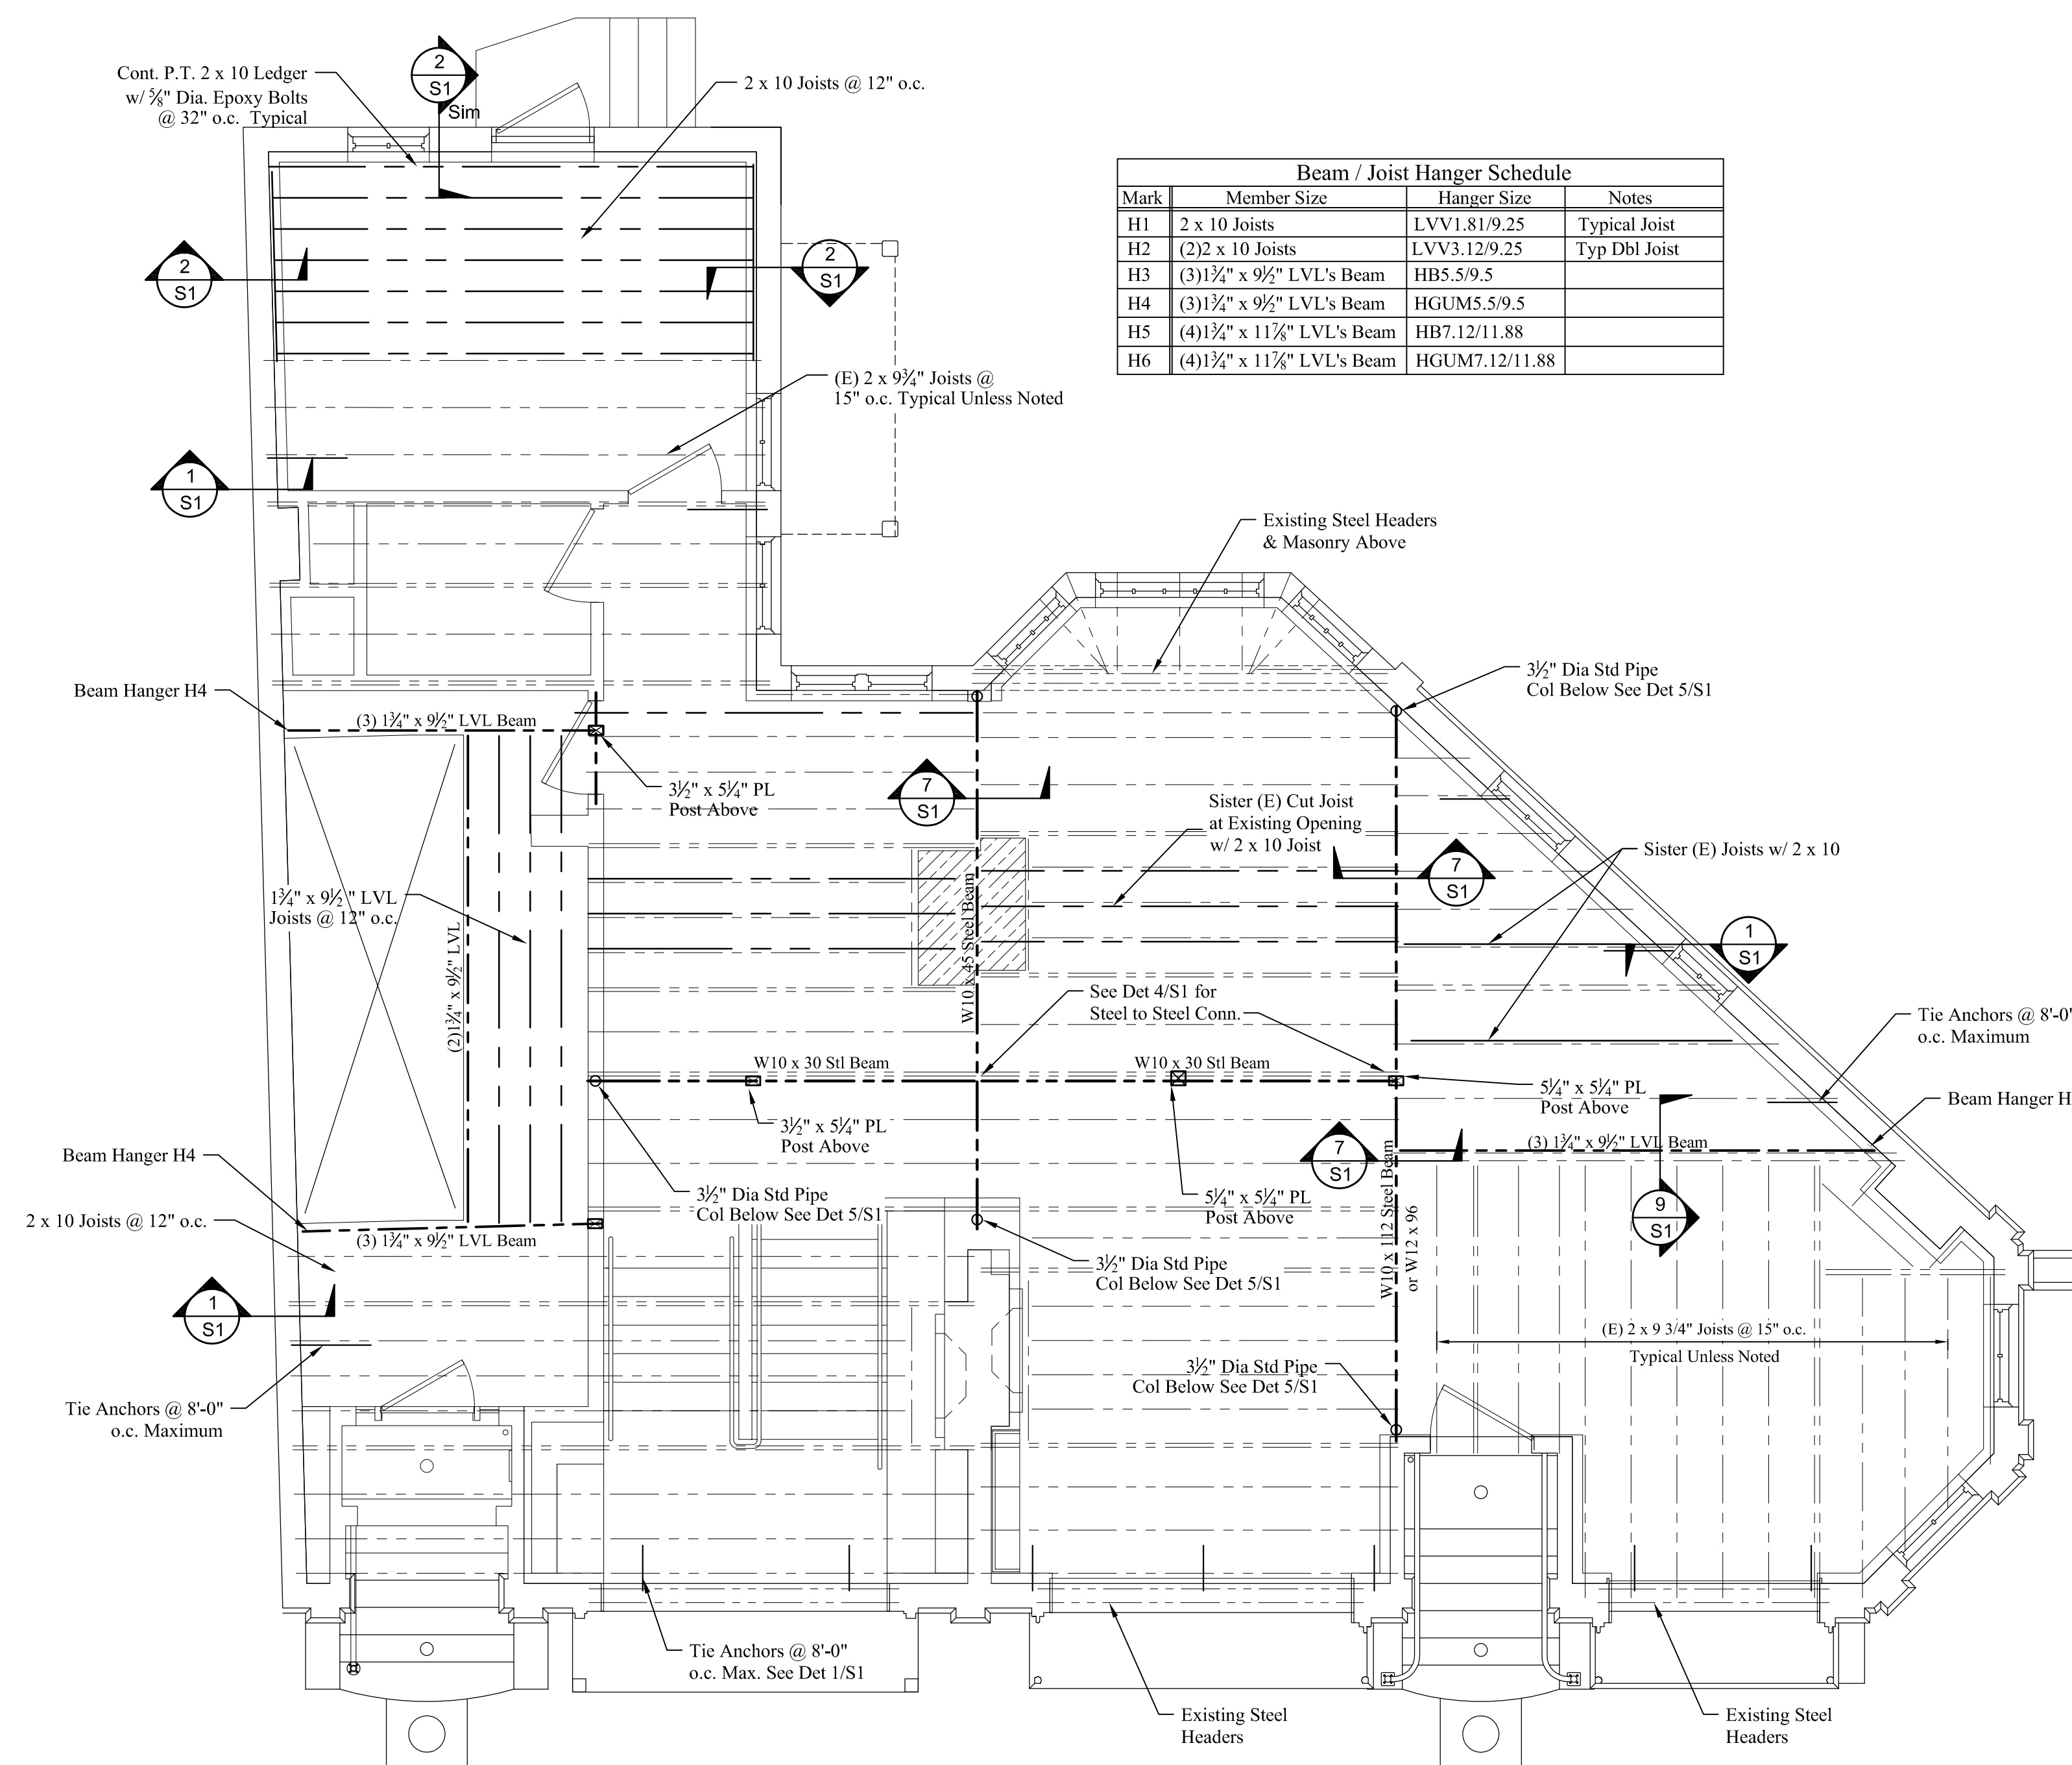 2
S1
Sim
Cont. P.T. 2 x 10 Ledger
w/ 5⁄8" Dia. Epoxy Bolts
@ 32" o.c. Typical
2 x 10 Joists @ 12" o.c.
Beam / Joist Hanger Schedule
Mark Member Size Hanger Size Notes
H1 2 x 10 Joists LVV1.81/9.25 Typical Joist
H2 (2)2 x 10 Joists LVV3.12/9.25 Typ Dbl Joist
H3 (3)1¾" x 9½" LVL's Beam HB5.5/9.5
H4 (3)1¾" x 9½" LVL's Beam HGUM5.5/9.5
H5 (4)1¾" x 11⅞" LVL's Beam HB7.12/11.88
H6 (4)1¾" x 11⅞" LVL's Beam HGUM7.12/11.88
2
S1
2
S1
(E) 2 x 9¾" Joists @
15" o.c. Typical Unless Noted
1
S1
Existing Steel Headers
& Masonry Above
3½" Dia Std Pipe
Col Below See Det 5/S1
Beam Hanger H4
(3) 1¾" x 9½" LVL Beam
3½" x 5¼" PL
Post Above
7
S1
Sister (E) Cut Joist
at Existing Opening
w/ 2 x 10 Joist
7
S1
Sister (E) Joists w/ 2 x 10
1¾" x 9½" LVL
Joists @ 12" o.c.
(2)1¾" x 9½" LVL
W10 x 45 Steel Beam
1
S1
See Det 4/S1 for
Steel to Steel Conn.
Tie Anchors @ 8'-0"
o.c. Maximum
W10 x 30 Stl Beam
W10 x 30 Stl Beam
5¼" x 5¼" PL
Post Above
Beam Hanger H
3½" x 5¼" PL
Post Above
(3) 1¾" x 9½" LVL Beam
7
S1
Beam Hanger H4
3½" Dia Std Pipe
Col Below See Det 5/S1
5¼" x 5¼" PL
Post Above
9
S1
W10 x 112 Steel Beam
or W12 x 96
2 x 10 Joists @ 12" o.c.
(3) 1¾" x 9½" LVL Beam
3½" Dia Std Pipe
Col Below See Det 5/S1
1
S1
(E) 2 x 9 3/4" Joists @ 15" o.c.
Typical Unless Noted
3½" Dia Std Pipe
Col Below See Det 5/S1
Tie Anchors @ 8'-0"
o.c. Maximum
Tie Anchors @ 8'-0"
o.c. Max. See Det 1/S1
Existing Steel
Headers
Existing Steel
Headers